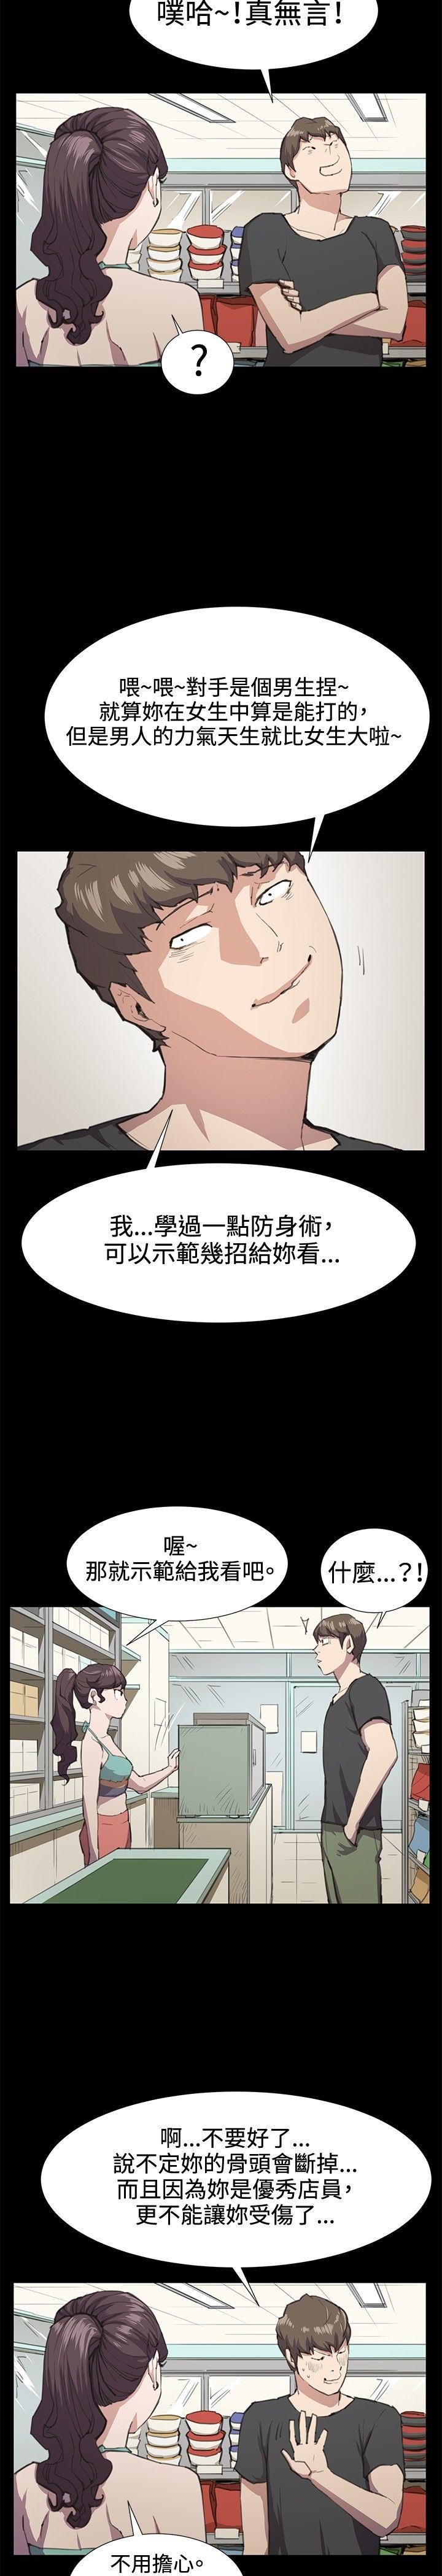 噗哈~!真無言!
?
喂~喂~對手是個男生捏~
就算妳在女生中算是能打的,
但是男人的力氣天生就比女生大啦~
我...學過一點防身術,
可以示範幾招給妳看...
喔~
那就示範給我看吧。
什麼...?!
啊...不要好了...
說不定妳的骨頭會斷掉...
而且因為妳是優秀店員,
更不能讓妳受傷了...
不用擔心。